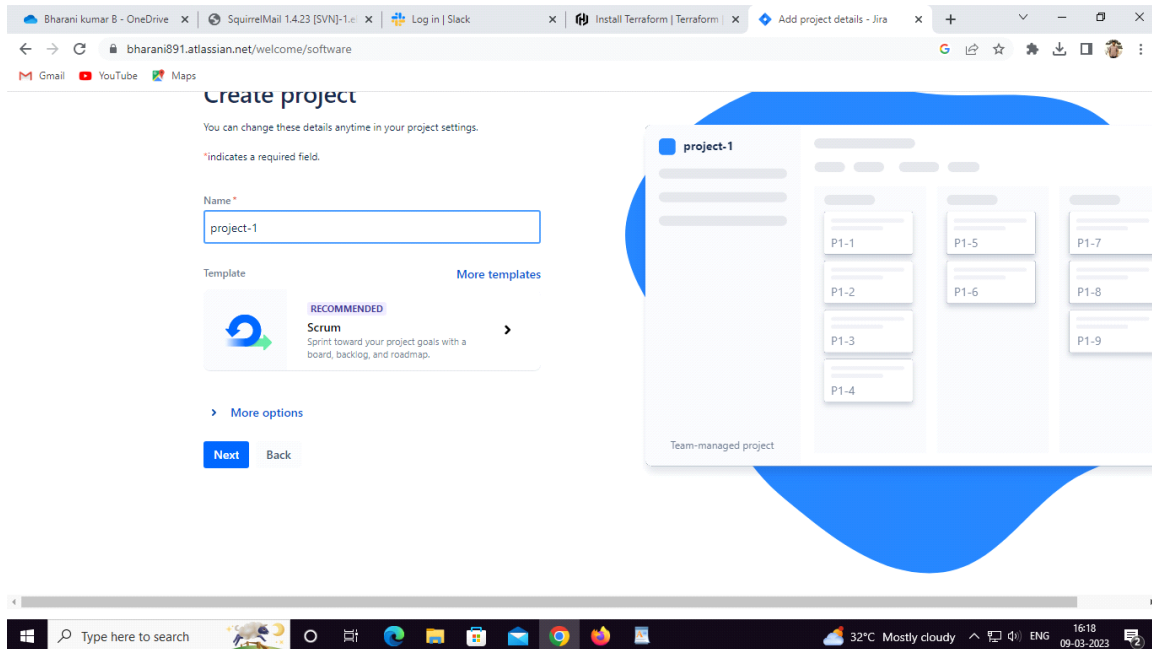 Bharani kumar B - OneDrive
SquirrelMail 1.4.23 [SVN]-1.e
Log in | Slack
Install Terraform | Terraform
Add project details - Jira
bharani891.atlassian.net/welcome/software
Gmail
YouTube
Maps
Create project
You can change these details anytime in your project settings.
*indicates a required field.
Name*
project-1
Template
More templates
RECOMMENDED
Scrum
Sprint toward your project goals with a
board, backlog, and roadmap.
More options
Next
Back
project-1
P1-1
P1-2
P1-3
P1-4
P1-5
P1-6
P1-7
P1-8
P1-9
Team-managed project
Type here to search
32°C Mostly cloudy
ENG
16:18
09-03-2023
2